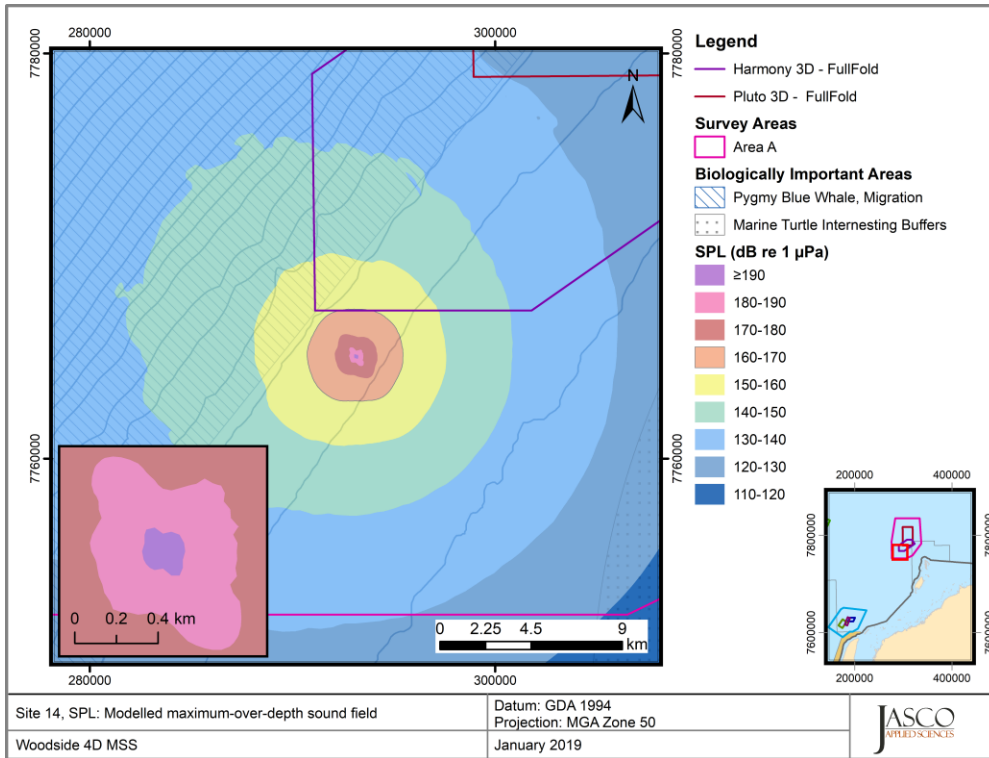 280000
300000
7780000
7780000
N
7760000
7760000
0 0.2 0.4 km
0 2.25 4.5 9
km
280000
300000
Legend
Harmony 3D - FullFold
Pluto 3D - FullFold
Survey Areas
Area A
Biologically Important Areas
Pygmy Blue Whale, Migration
Marine Turtle Internesting Buffers
SPL (dB re 1 µPa)
≥190
180-190
170-180
160-170
150-160
140-150
130-140
120-130
110-120
200000 400000
7800000
7800000
7600000
7600000
200000 400000
Site 14, SPL: Modelled maximum-over-depth sound field
Datum: GDA 1994
Projection: MGA Zone 50
Woodside 4D MSS
January 2019
JASCO
APPLIED SCIENCES